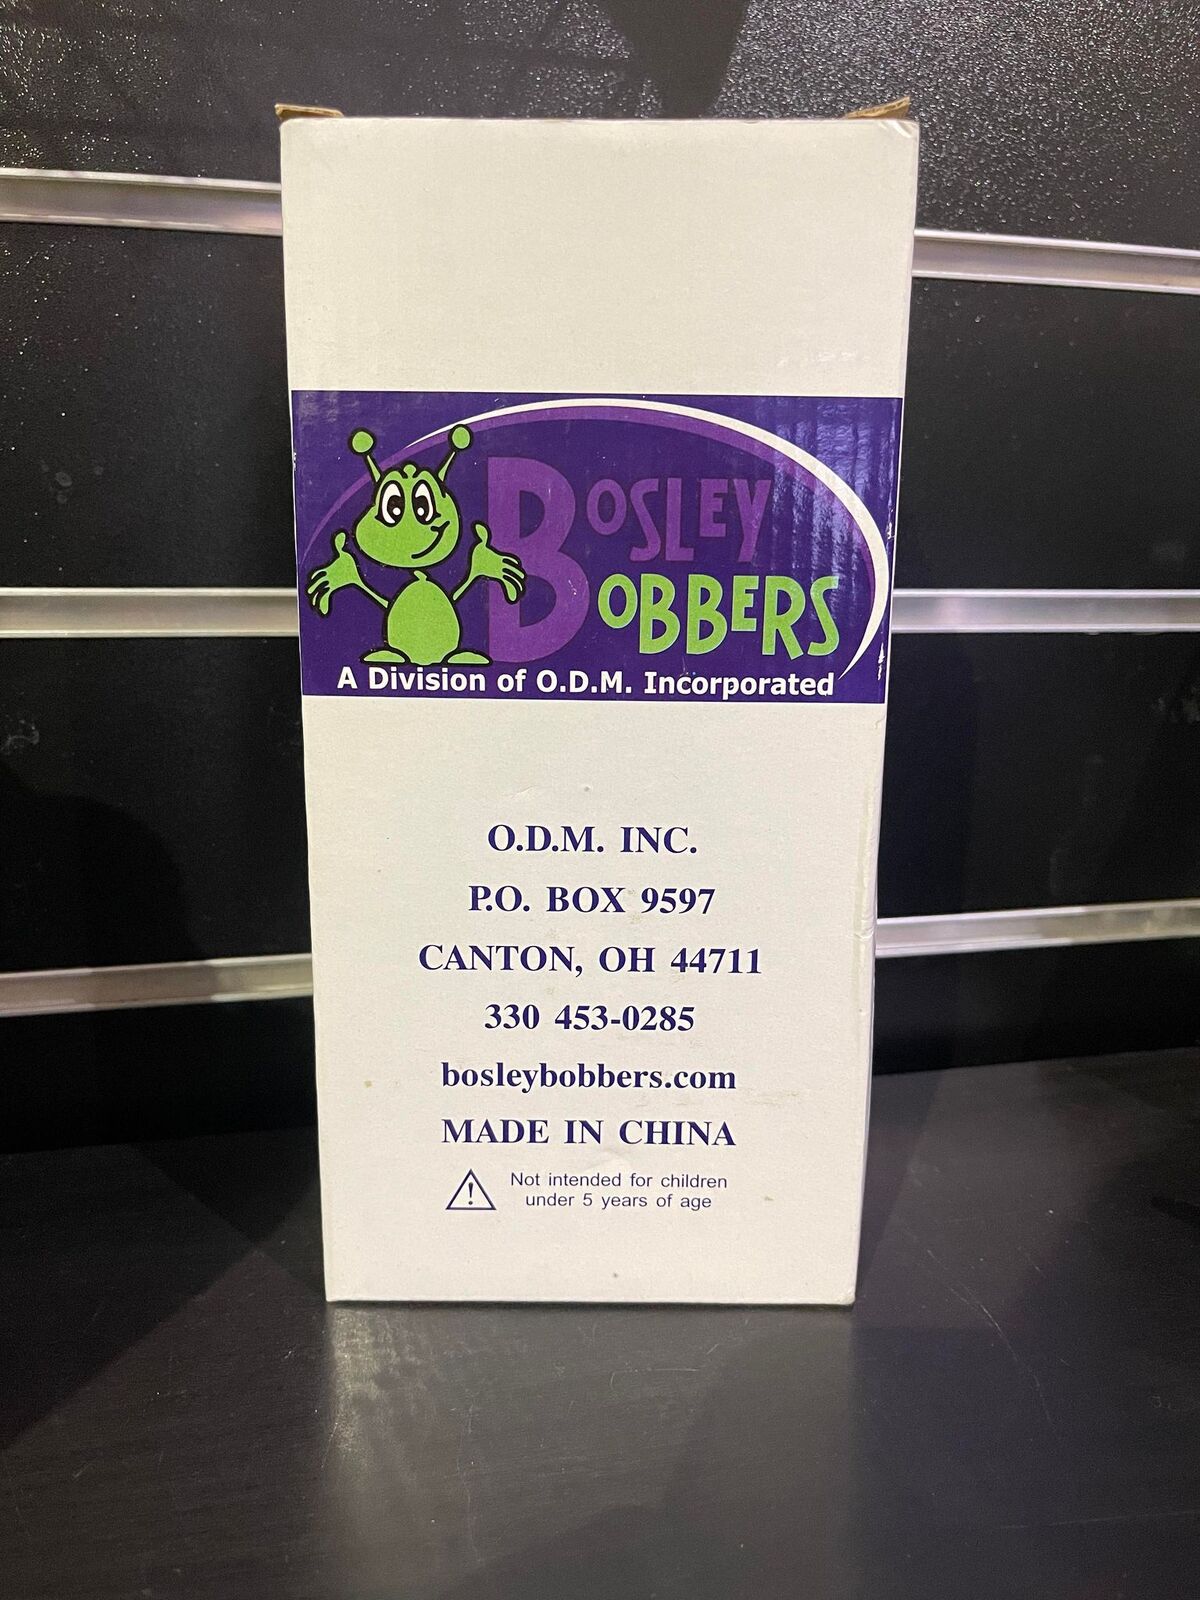 BOSLEY
BOBBERS
A Division of O.D.M. Incorporated
O.D.M. INC.
P.O. BOX 9597
CANTON, OH 44711
330 453-0285
bosleybobbers.com
MADE IN CHINA
Not intended for children
under 5 years of age